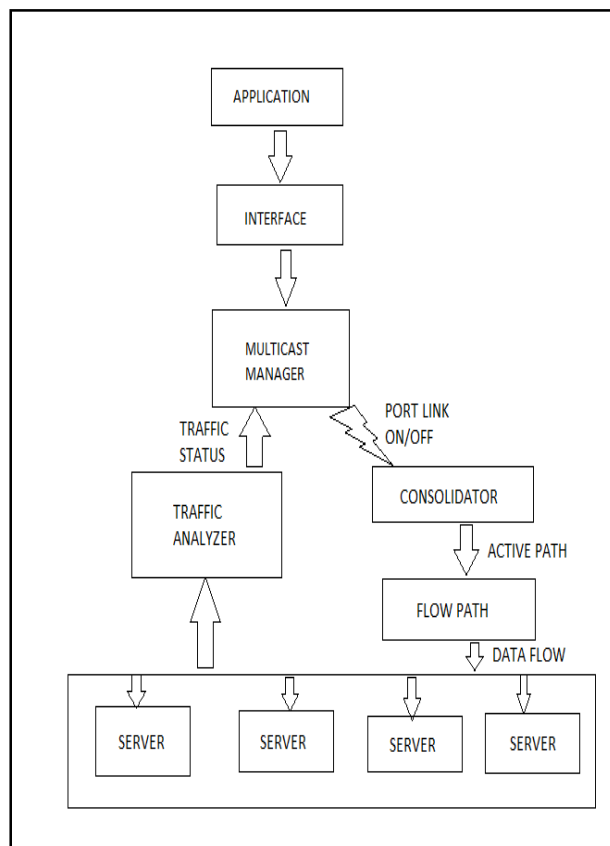 APPLICATION
INTERFACE
MULTICAST
MANAGER
PORT LINK
ON/OFF
TRAFFIC
STATUS
CONSOLIDATOR
TRAFFIC
ANALYZER
ACTIVE PATH
FLOW PATH
DATA FLOW
SERVER
SERVER
SERVER
SERVER